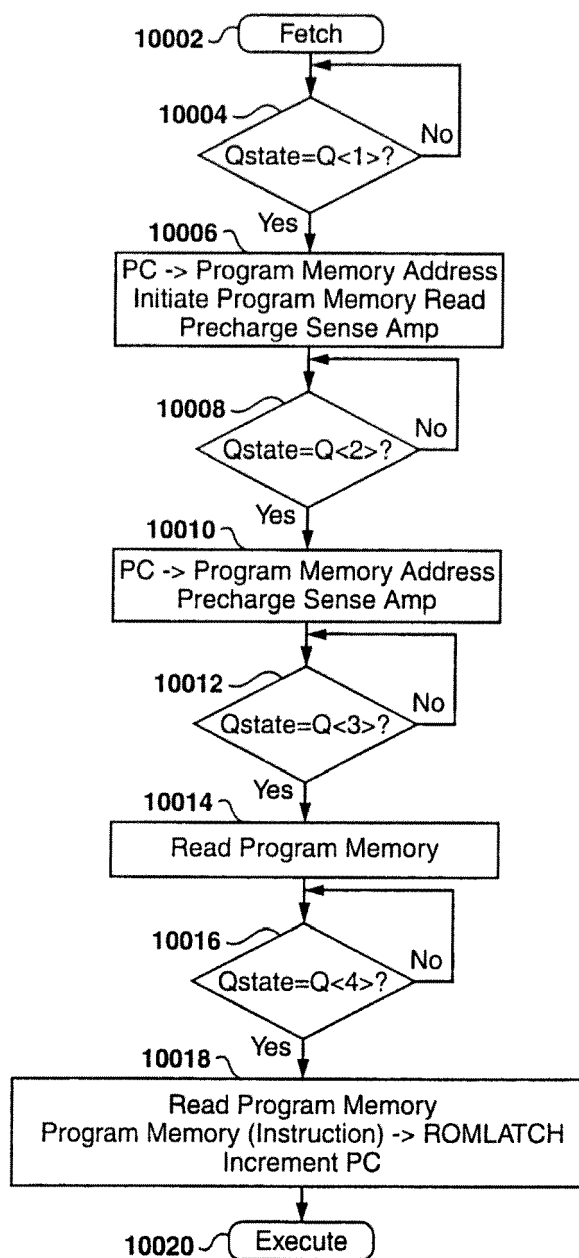 10002 Fetch
10004
Qstate=Q<1>?
No
Yes
10006
PC -> Program Memory Address
Initiate Program Memory Read
Precharge Sense Amp
10008
Qstate=Q<2>?
No
Yes
10010
PC -> Program Memory Address
Precharge Sense Amp
10012
Qstate=Q<3>?
No
Yes
10014
Read Program Memory
10016
Qstate=Q<4>?
No
Yes
10018
Read Program Memory
Program Memory (Instruction) -> ROMLATCH
Increment PC
10020 Execute